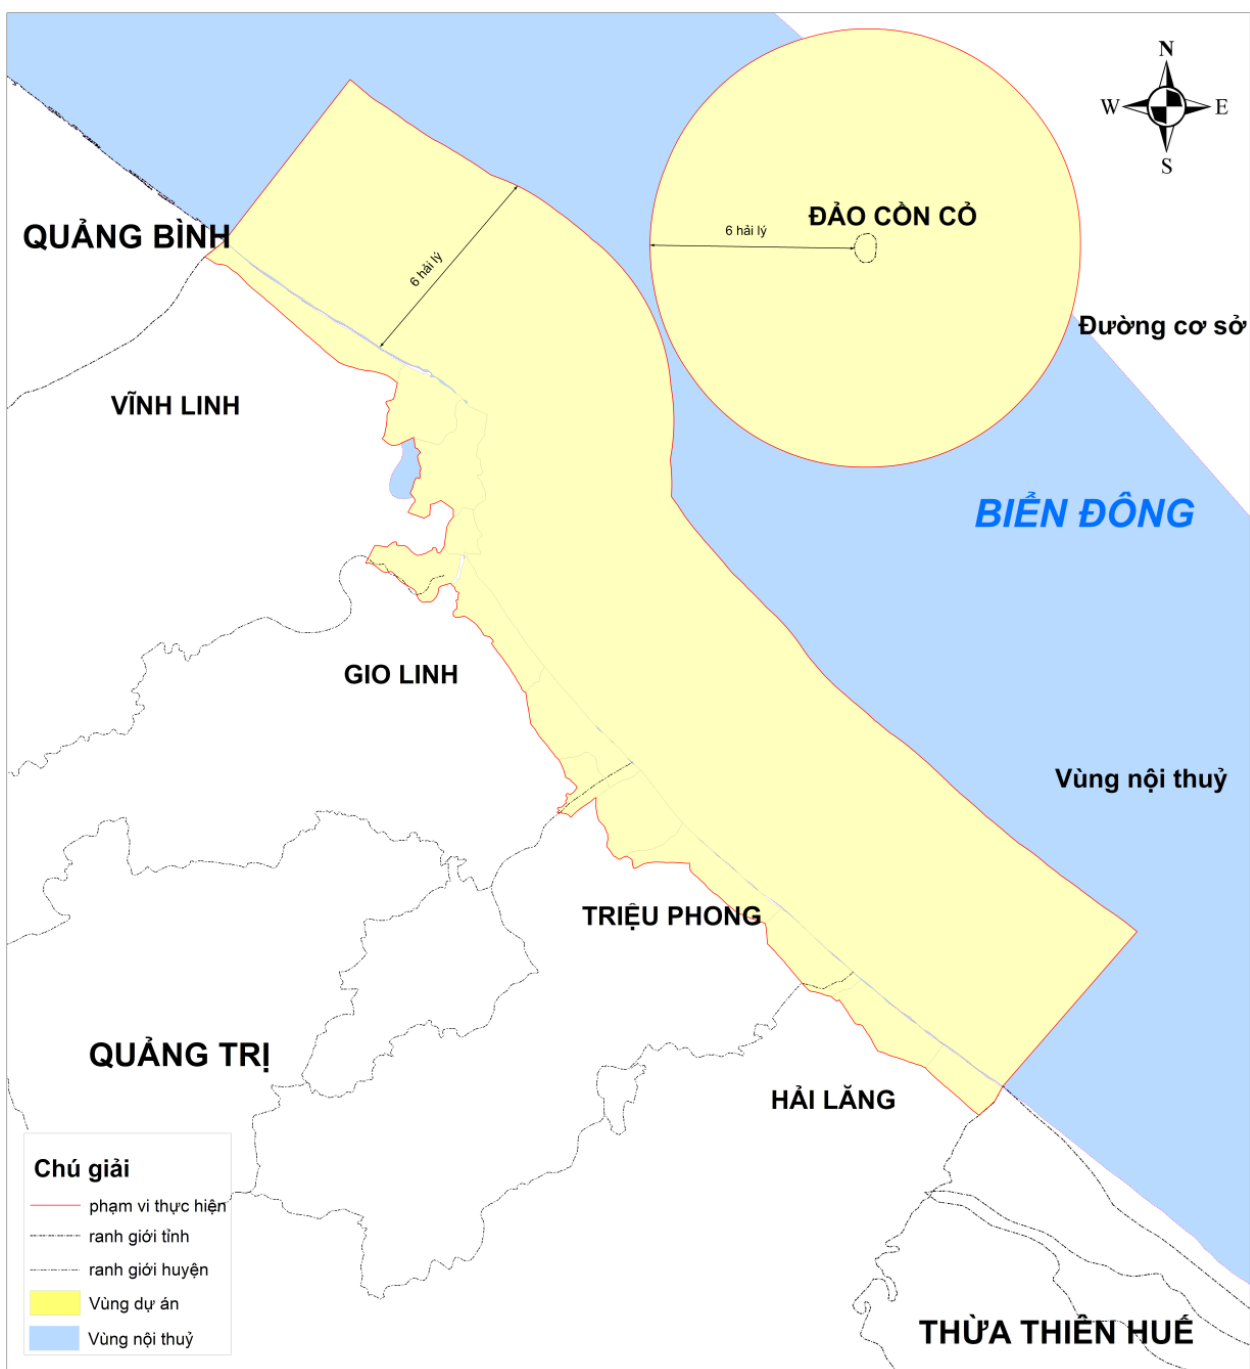 N
W E
S
QUẢNG BÌNH
ĐẢO CỒN CỎ
6 hải lý
6 hải lý
Đường cơ sở
VĨNH LINH
BIỂN ĐÔNG
GIO LINH
Vùng nội thuỷ
TRIỆU PHONG
QUẢNG TRỊ
HẢI LĂNG
Chú giải
phạm vi thực hiện
ranh giới tỉnh
ranh giới huyện
Vùng dự án
Vùng nội thuỷ
THỪA THIÊN HUẾ